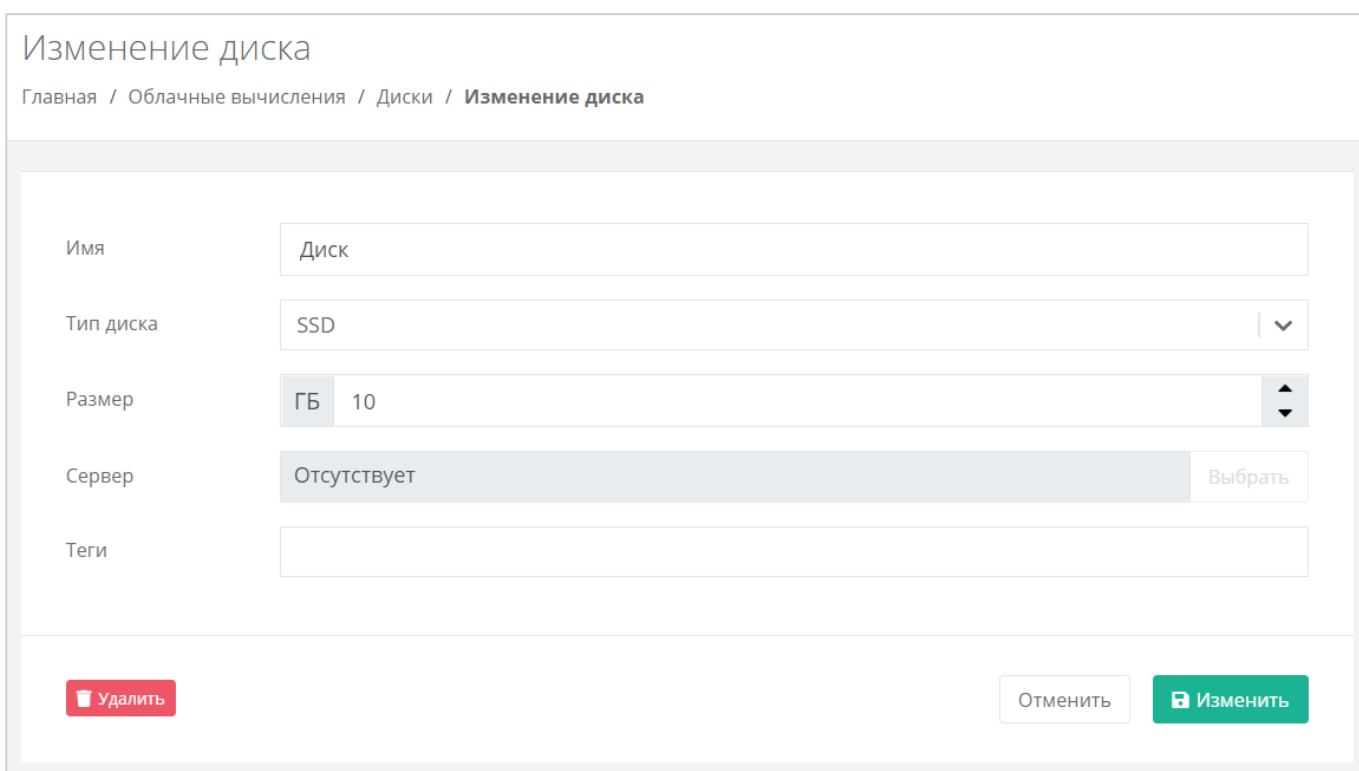 Изменение диска
Главная / Облачные вычисления / Диски / Изменение диска
Имя Диск
Тип диска SSD
Размер ГБ 10
Сервер Отсутствует Выбрать
Теги
Удалить Отменить Изменить